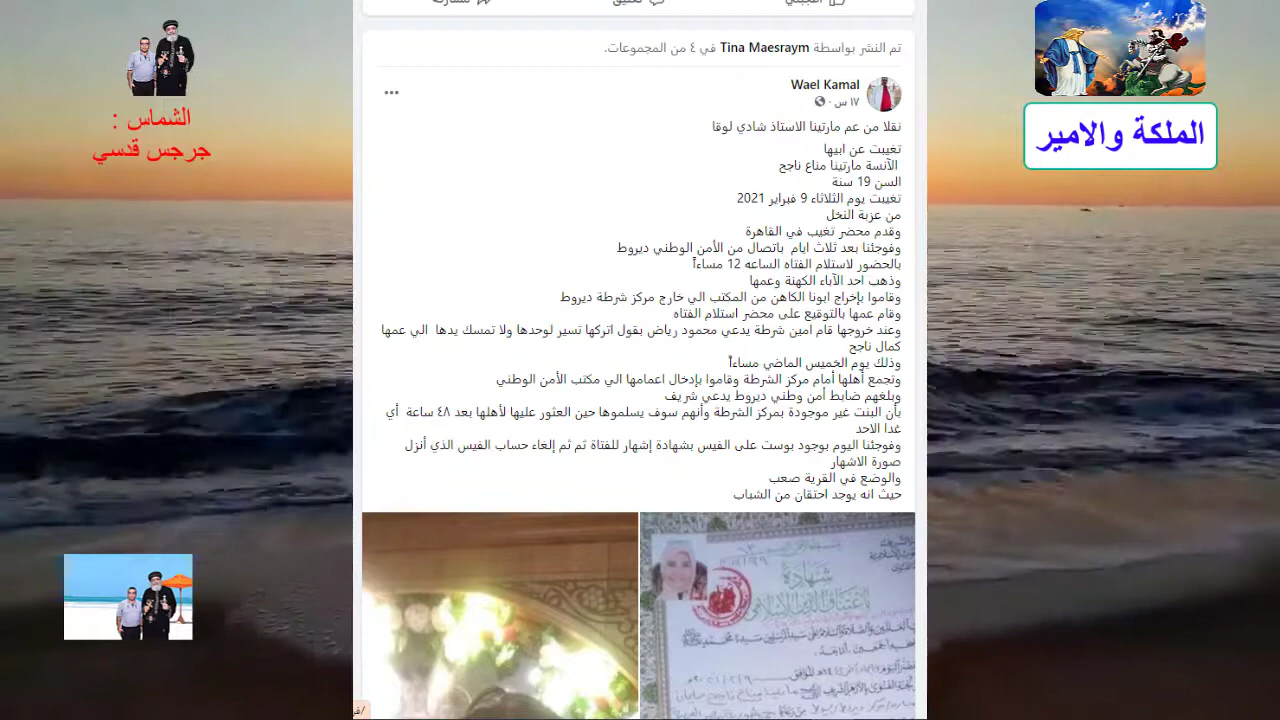 أعجبني تعليق مشاركة
تم النشر بواسطة Tina Maesraym في ٤ من المجموعات.
Wael Kamal
١٧ س ·
نقلا من عم مارتينا الاستاذ شادي لوقا
تغيبت عن ابيها
الآنسة مارتينا مناع ناجح
السن 19 سنة
تغيبت يوم الثلاثاء 9 فبراير 2021
من عزبة النخل
وقدم محضر تغيب في القاهرة
وفوجئنا بعد ثلاث ايام باتصال من الأمن الوطني ديروط
بالحضور لاستلام الفتاه الساعه 12 مساءاً
وذهب احد الآباء الكهنة وعمها
وقاموا بإخراج ابونا الكاهن من المكتب الي خارج مركز شرطة ديروط
وقام عمها بالتوقيع على محضر استلام الفتاه
وعند خروجها قام امين شرطة يدعي محمود رياض بقول اتركها تسير لوحدها ولا تمسك يدها الي عمها
كمال ناجح
وذلك يوم الخميس الماضي مساءاً
وتجمع أهلها أمام مركز الشرطة وقاموا بإدخال اعمامها الي مكتب الأمن الوطني
وبلغهم ضابط أمن وطني ديروط يدعي شريف
بأن البنت غير موجودة بمركز الشرطة وأنهم سوف يسلموها حين العثور عليها لأهلها بعد ٤٨ ساعة أي
غدا الاحد
وفوجئنا اليوم بوجود بوست على الفيس بشهادة إشهار للفتاة ثم ثم إلغاء حساب الفيس الذي أنزل
صورة الاشهار
والوضع في القرية صعب
حيث انه يوجد احتقان من الشباب
شهادة
الملكة والامير
الشماس :
جرجس قدسي